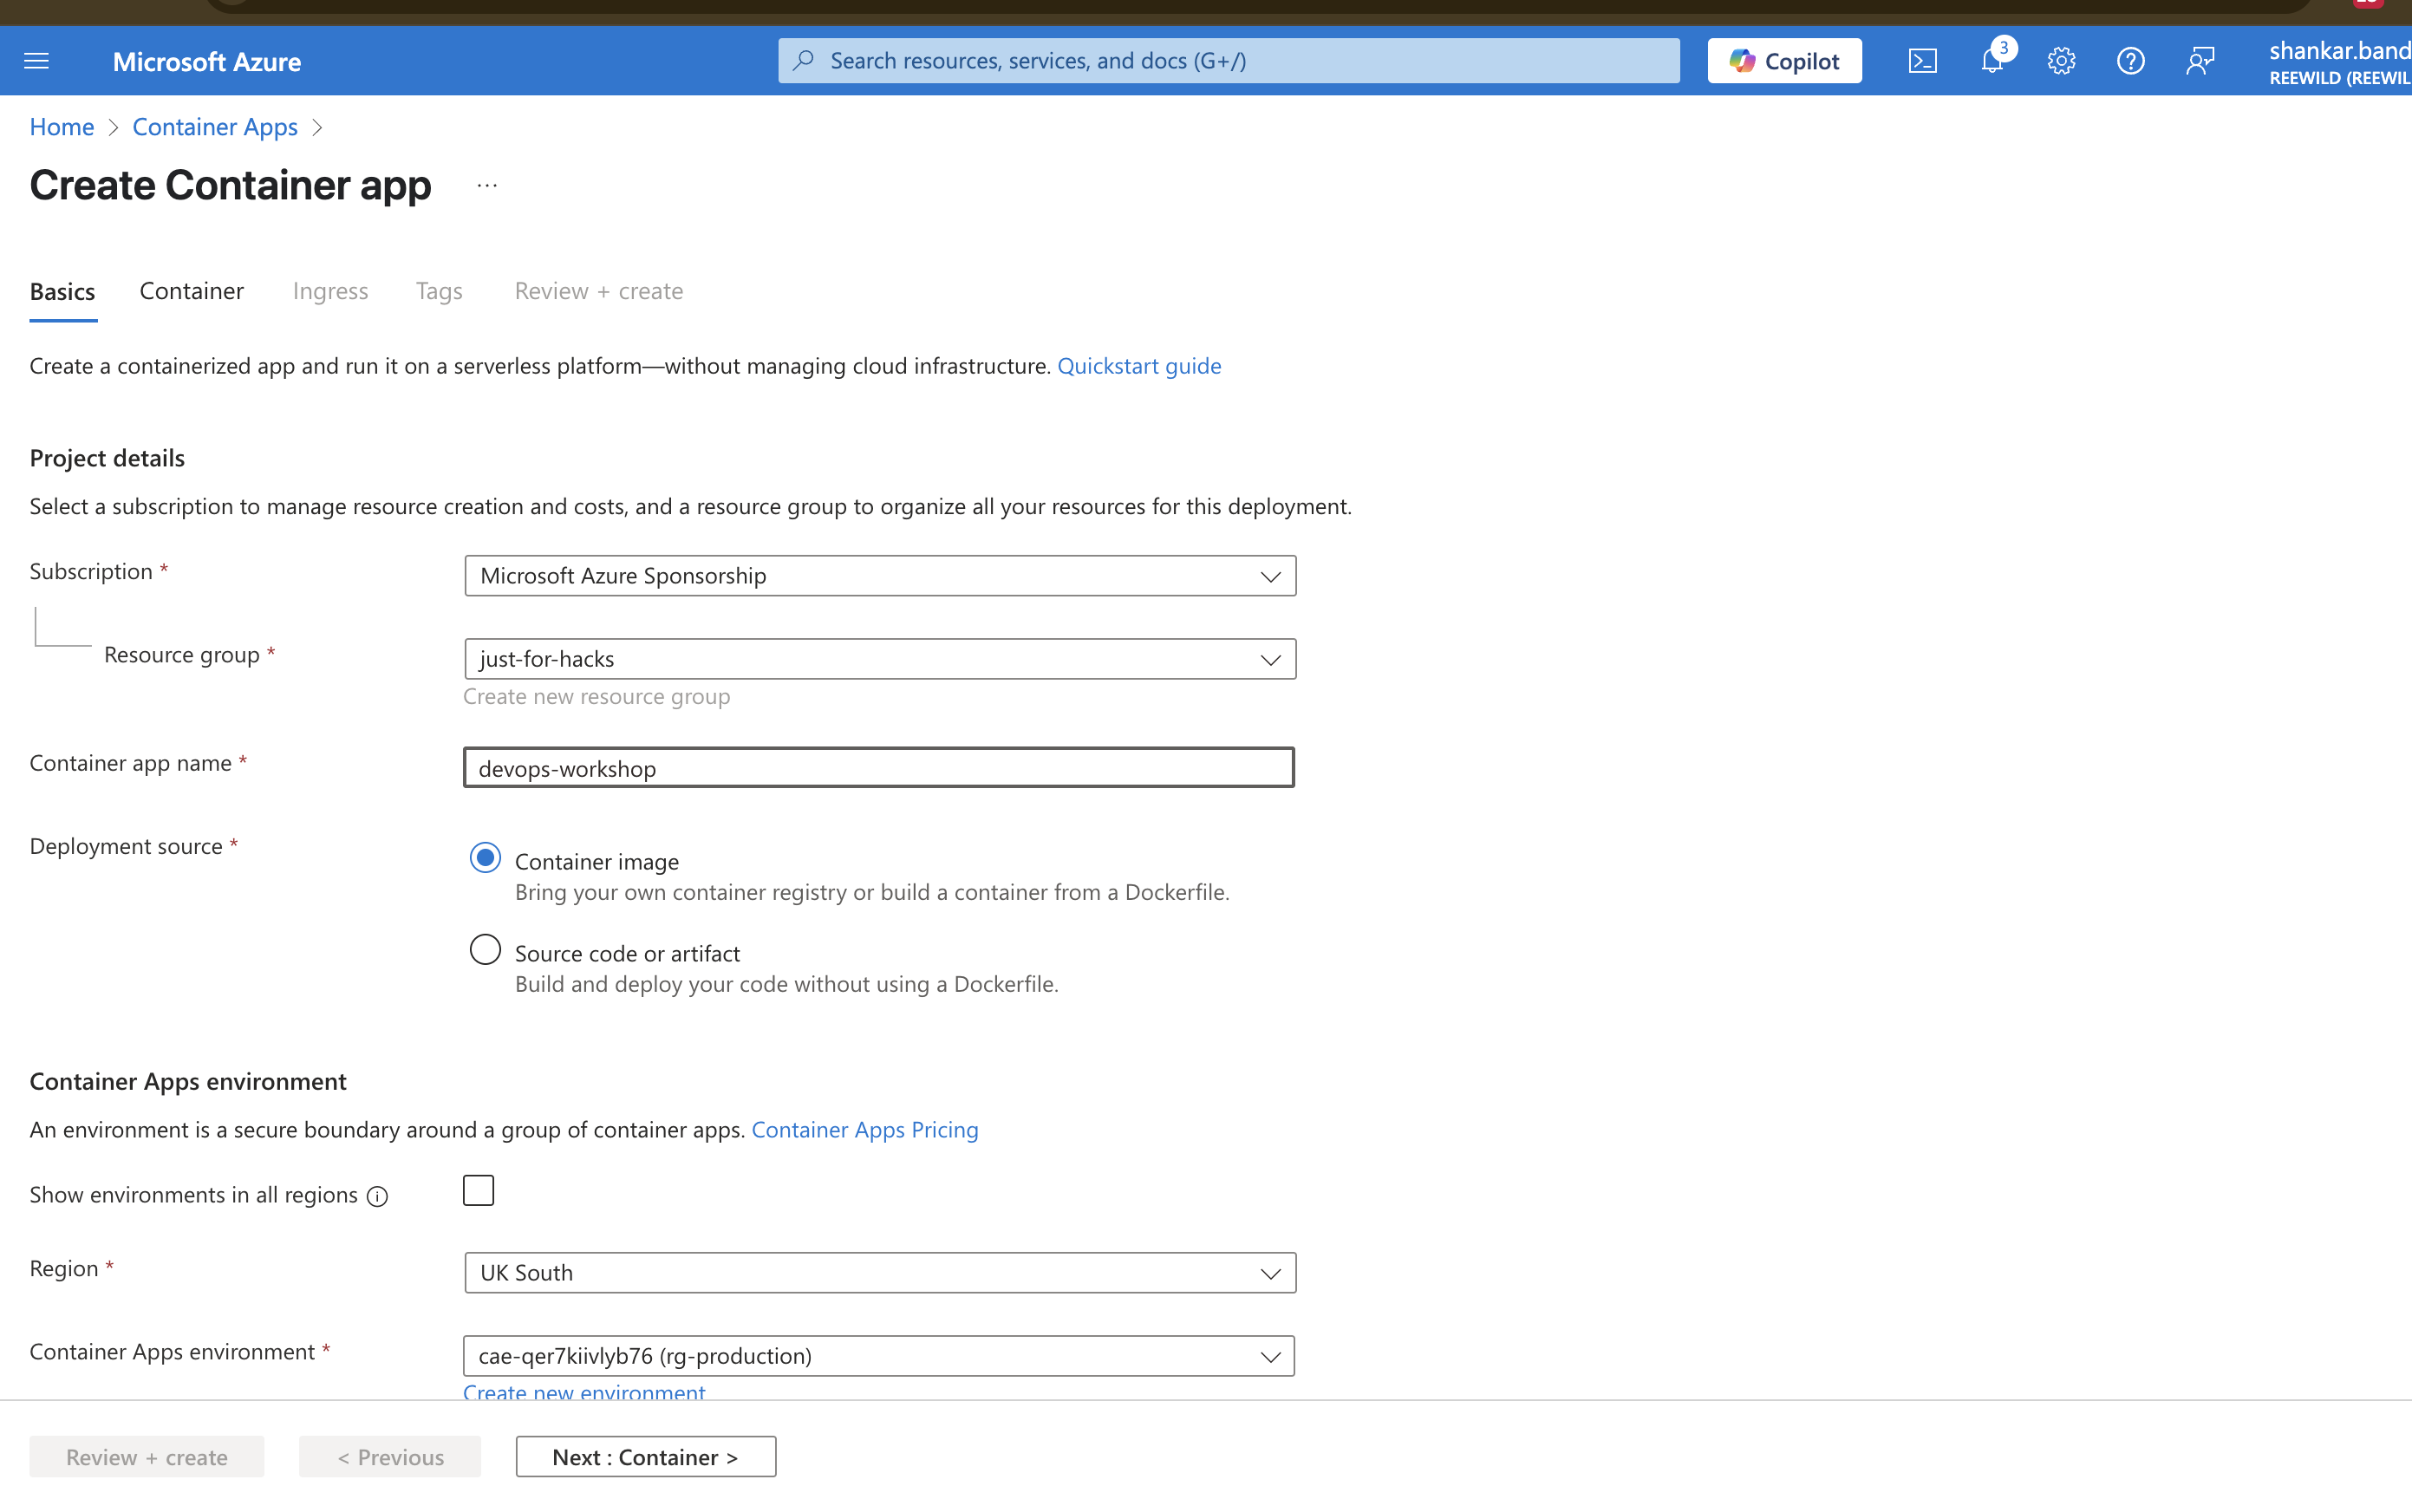 Microsoft Azure
Search resources, services, and docs (G+/)
Copilot
3
shankar.band
REEWILD (REEWIL
Home > Container Apps >
Create Container app ...
Basics Container Ingress Tags Review + create
Create a containerized app and run it on a serverless platform—without managing cloud infrastructure. Quickstart guide
Project details
Select a subscription to manage resource creation and costs, and a resource group to organize all your resources for this deployment.
Subscription *
Microsoft Azure Sponsorship
Resource group *
just-for-hacks
Create new resource group
Container app name *
devops-workshop
Deployment source *
Container image
Bring your own container registry or build a container from a Dockerfile.
Source code or artifact
Build and deploy your code without using a Dockerfile.
Container Apps environment
An environment is a secure boundary around a group of container apps. Container Apps Pricing
Show environments in all regions
Region *
UK South
Container Apps environment *
cae-qer7kiivlyb76 (rg-production)
Create new environment
Review + create
< Previous
Next : Container >